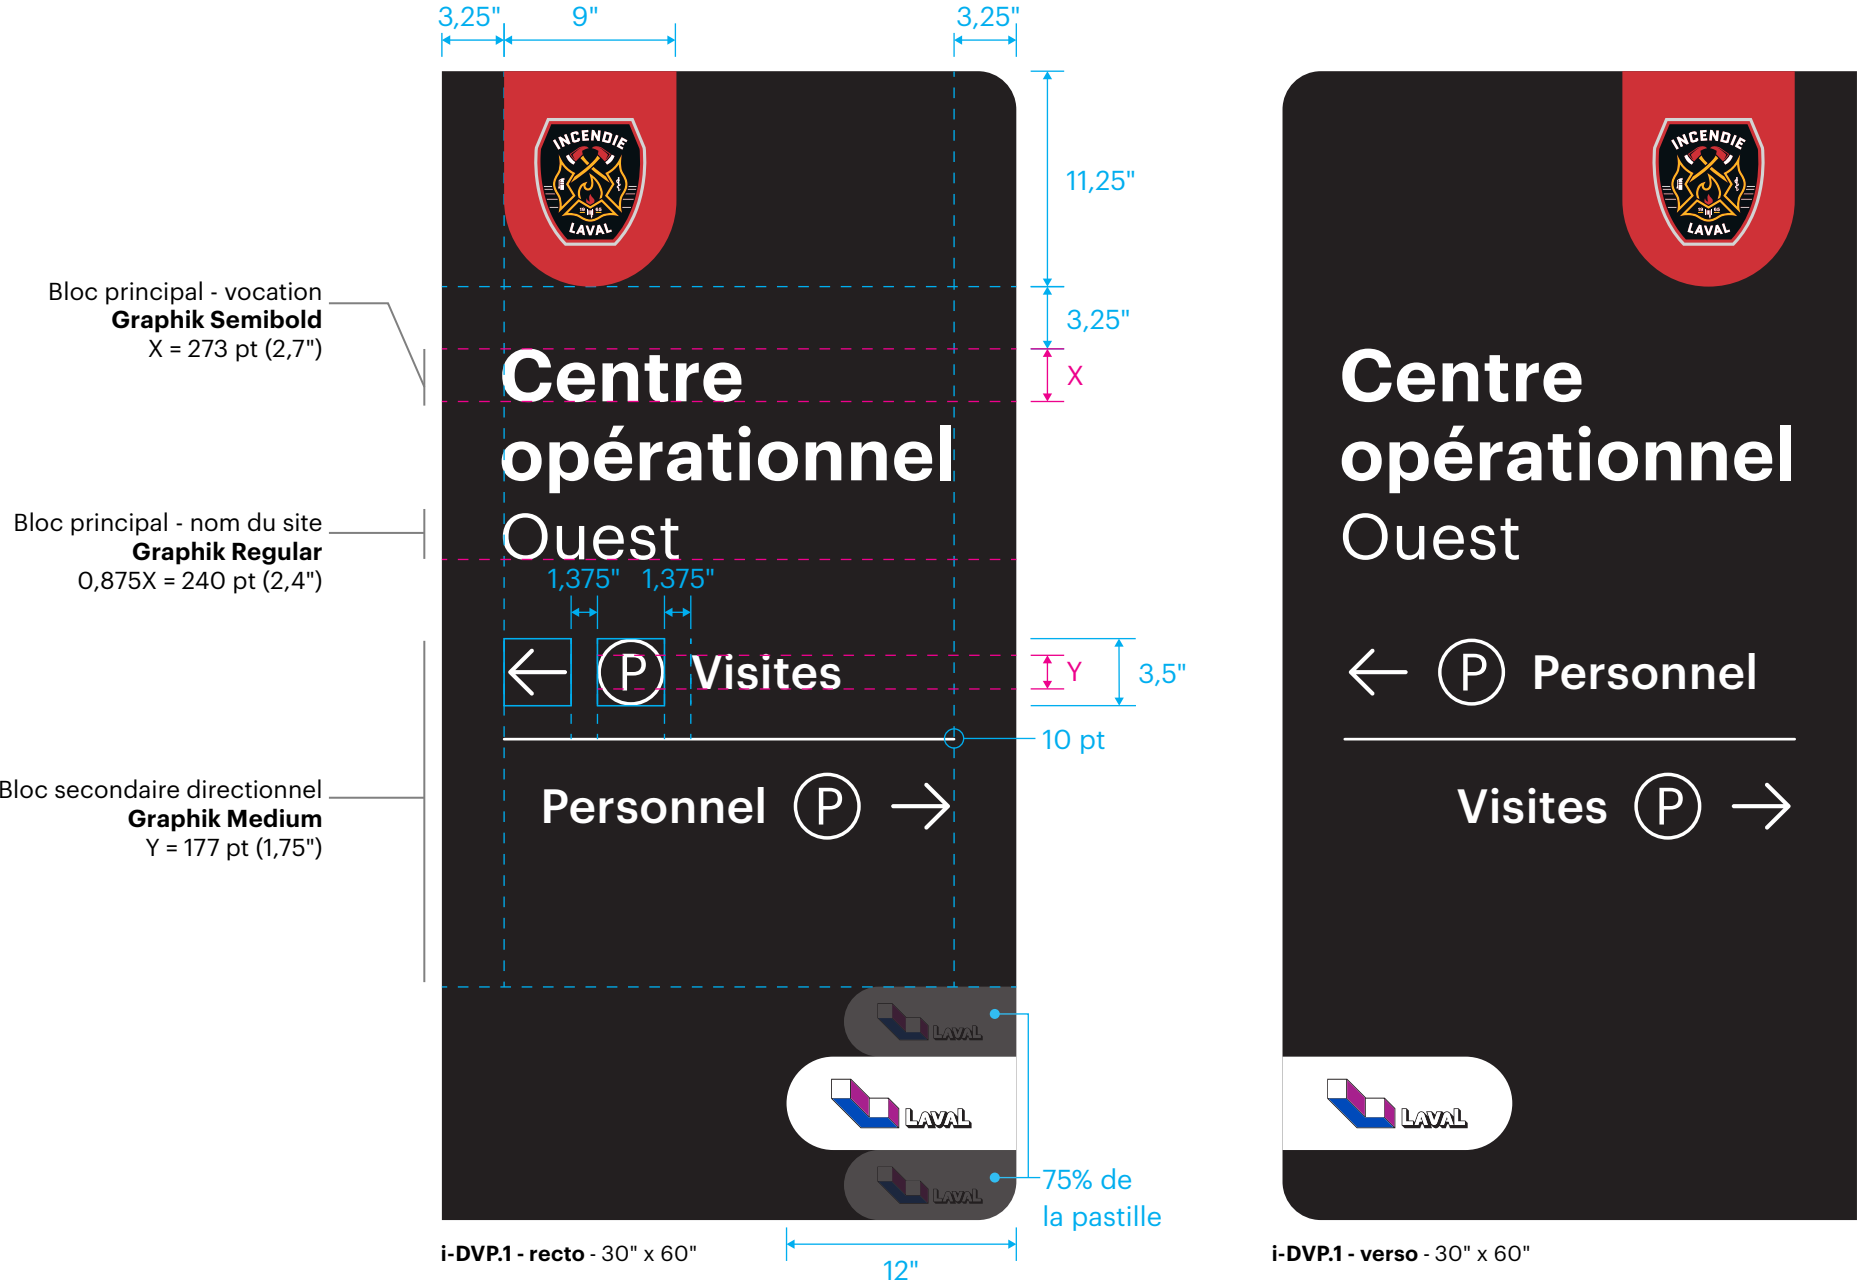 3,25"
9"
3,25"
INCENDIE
LAVAL
11,25"
3,25"
Bloc principal - vocation
Graphik Semibold
X = 273 pt (2,7")
X
Centre
opérationnel
Ouest
Bloc principal - nom du site
Graphik Regular
0,875X = 240 pt (2,4")
1,375" 1,375"
P Visites
Y
3,5"
10 pt
Bloc secondaire directionnel
Graphik Medium
Y = 177 pt (1,75")
Personnel P
LAVAL
LAVAL
LAVAL
75% de
la pastille
i-DVP.1 - recto - 30" x 60"
12"
INCENDIE
LAVAL
Centre
opérationnel
Ouest
P Personnel
Visites P
LAVAL
i-DVP.1 - verso - 30" x 60"